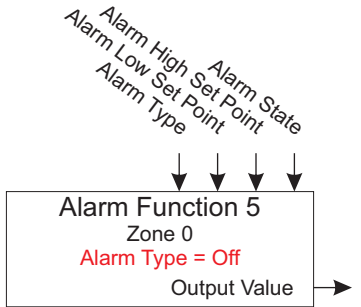 Alarm Type
Alarm Low Set Point
Alarm High Set Point
Alarm State
Alarm Function 5
Zone 0
Alarm Type = Off
Output Value